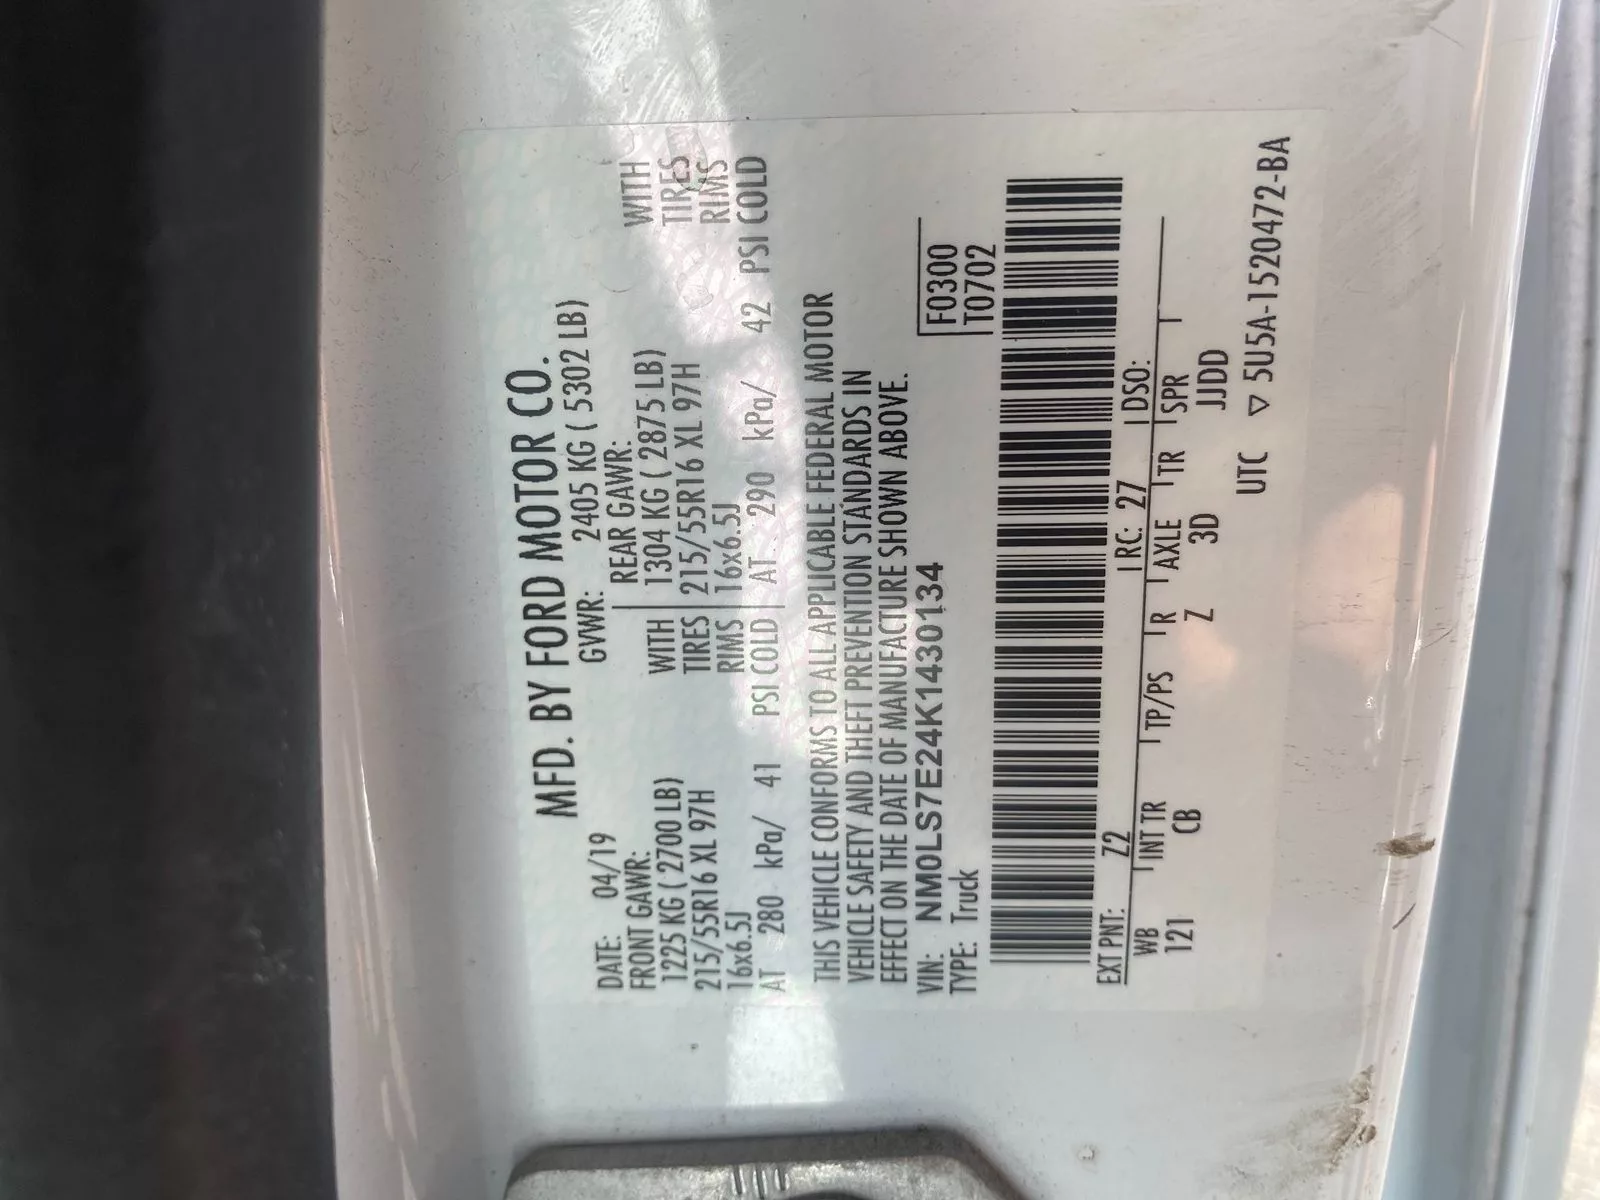 MFD. BY FORD MOTOR CO.
DATE: 04/19 GVWR: 2405 KG ( 5302 LB)
FRONT GAWR: REAR GAWR:
1225 KG ( 2700 LB) WITH 1304 KG ( 2875 LB) WITH
215/55R16 XL 97H TIRES 215/55R16 XL 97H TIRES
16x6.5J RIMS 16x6.5J RIMS
AT 280 kPa/ 41 PSI COLD AT 290 kPa/ 42 PSI COLD
THIS VEHICLE CONFORMS TO ALL APPLICABLE FEDERAL MOTOR
VEHICLE SAFETY AND THEFT PREVENTION STANDARDS IN
EFFECT ON THE DATE OF MANUFACTURE SHOWN ABOVE.
VIN: NM0LS7E24K1430134 F0300
TYPE: Truck T0702
EXT PNT: Z2 RC: 27 DSO:
WB INT TR TP/PS R AXLE TR SPR
121 CB Z 3D JJDD
UTC ▽ 5U5A-1520472-BA